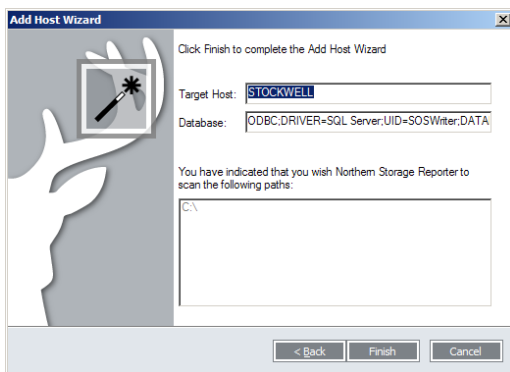 Add Host Wizard
Click Finish to complete the Add Host Wizard
Target Host: STOCKWELL
Database: ODBC;DRIVER=SQL Server;UID=SOSWriter;DATA
You have indicated that you wish Northern Storage Reporter to
scan the following paths:
C:\
< Back Finish Cancel